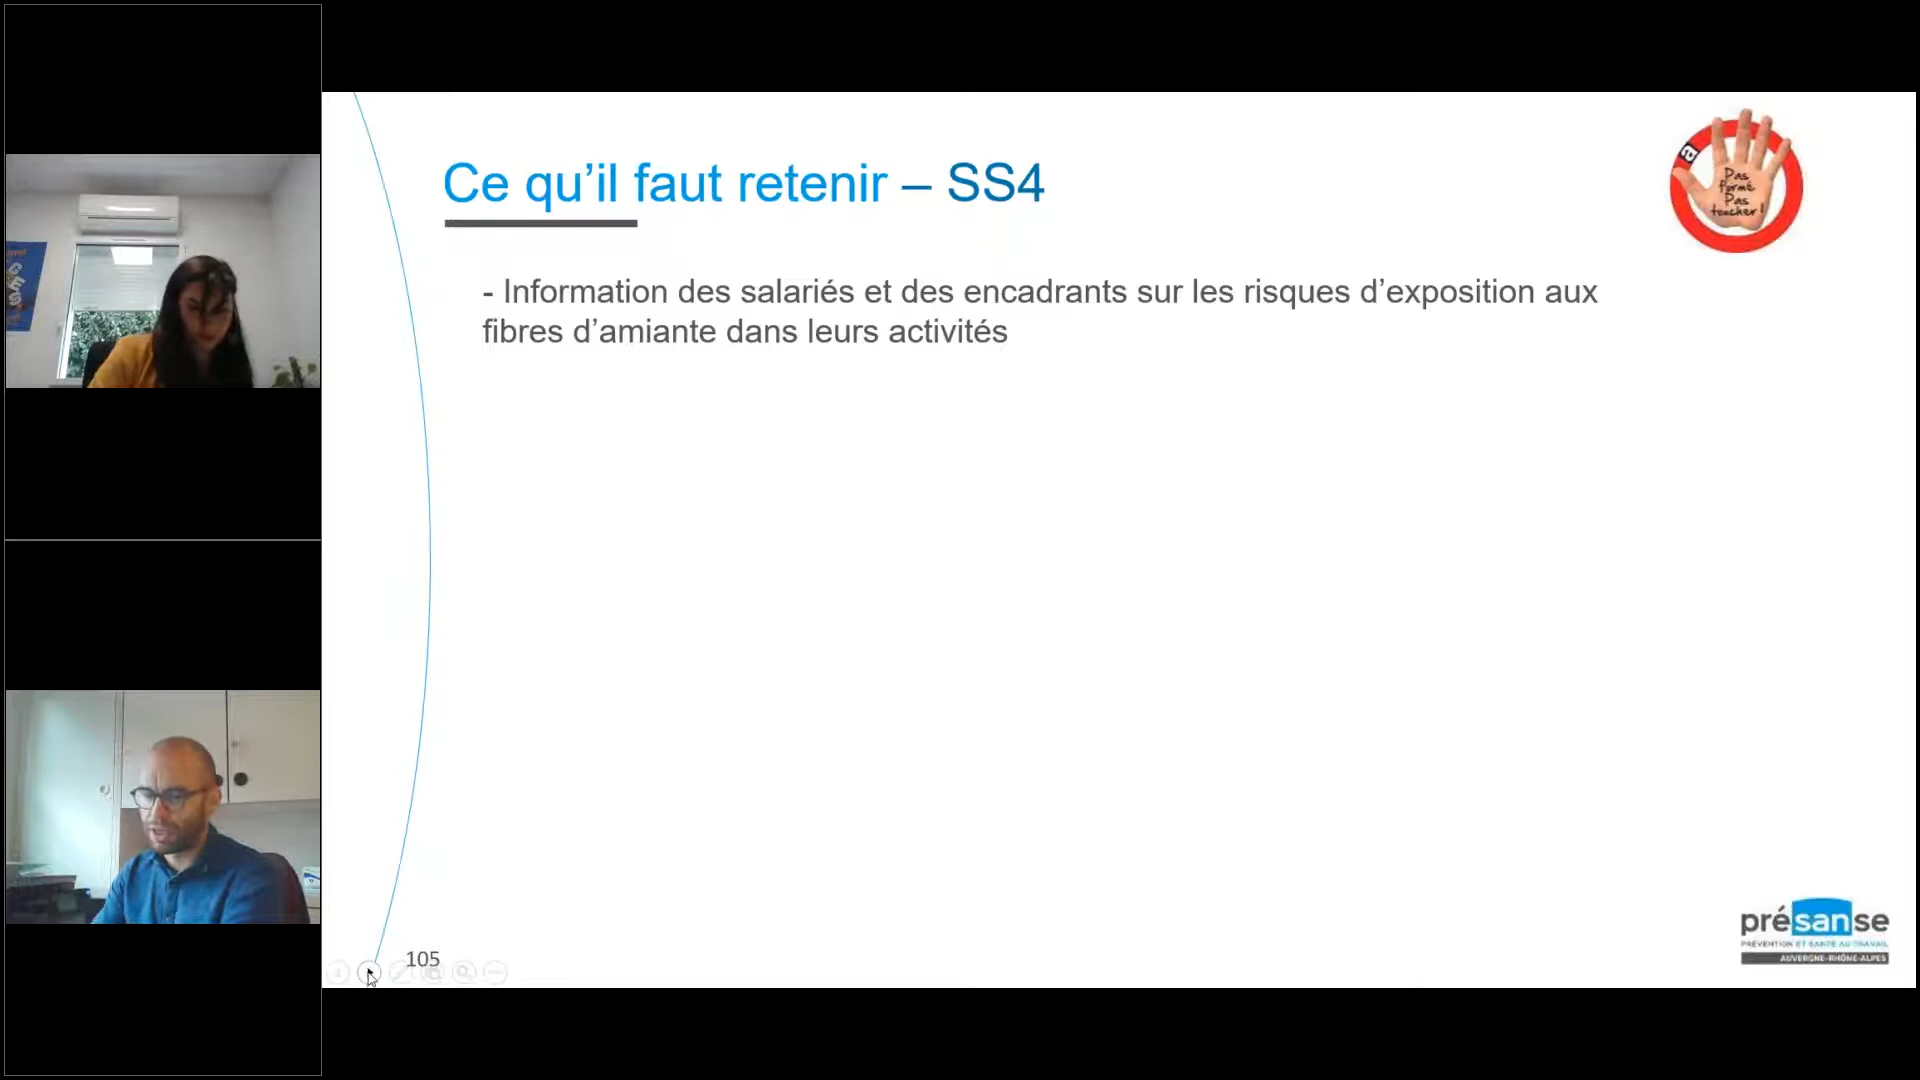 Ce qu’il faut retenir – SS4
a
Pas
formé
Pas
toucher !
- Information des salariés et des encadrants sur les risques d’exposition aux
fibres d’amiante dans leurs activités
105
présanse
PRÉVENTION ET SANTÉ AU TRAVAIL
AUVERGNE-RHÔNE-ALPES